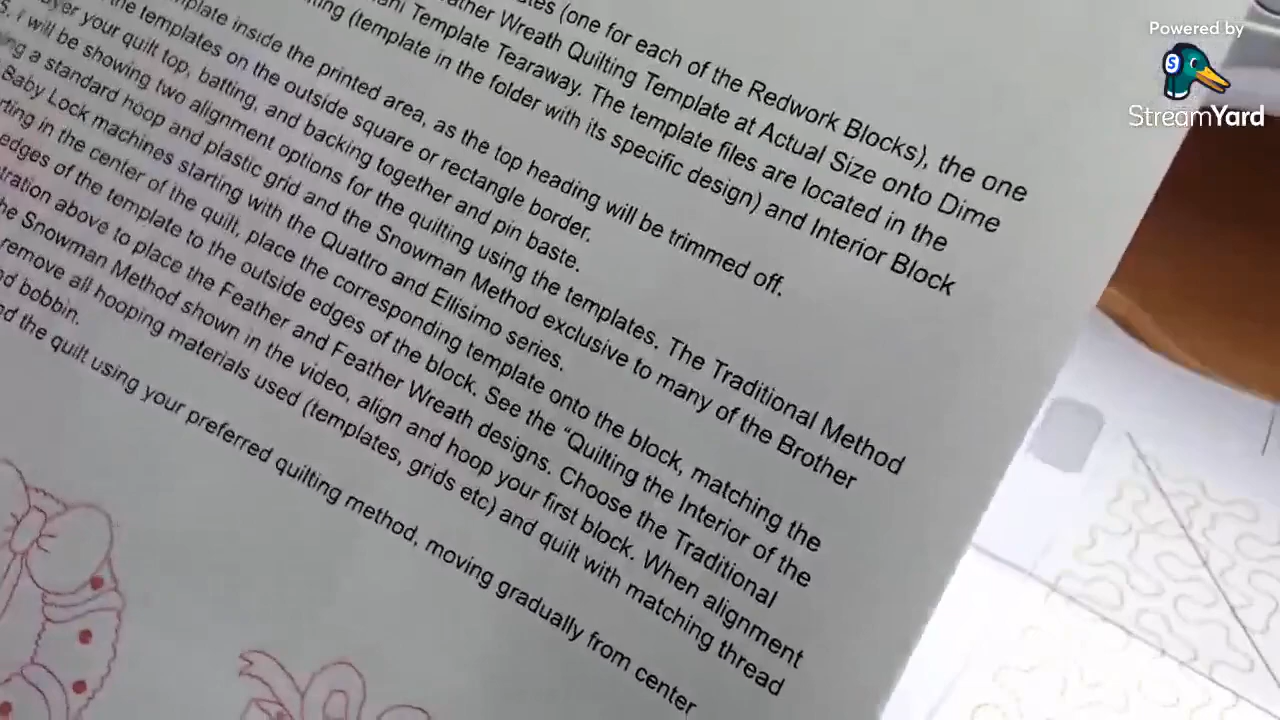 (one for each of the Redwork Blocks), the one
Wreath Quilting Template at Actual Size onto Dime
Template Tearaway. The template files are located in the
(template in the folder with its specific design) and Interior Block
inside the printed area, as the top heading will be trimmed off.
the templates on the outside square or rectangle border.
your quilt top, batting, and backing together and pin baste.
I will be showing two alignment options for the quilting using the templates. The Traditional Method
a standard hoop and plastic grid and the Snowman Method exclusive to many of the Brother
Baby Lock machines starting with the Quattro and Ellisimo series.
in the center of the quilt, place the corresponding template onto the block, matching the
edges of the template to the outside edges of the block. See the “Quilting the Interior of the
above to place the Feather and Feather Wreath designs. Choose the Traditional
Snowman Method shown in the video, align and hoop your first block. When alignment
remove all hooping materials used (templates, grids etc) and quilt with matching thread
bobbin.
the quilt using your preferred quilting method, moving gradually from center
Powered by
StreamYard